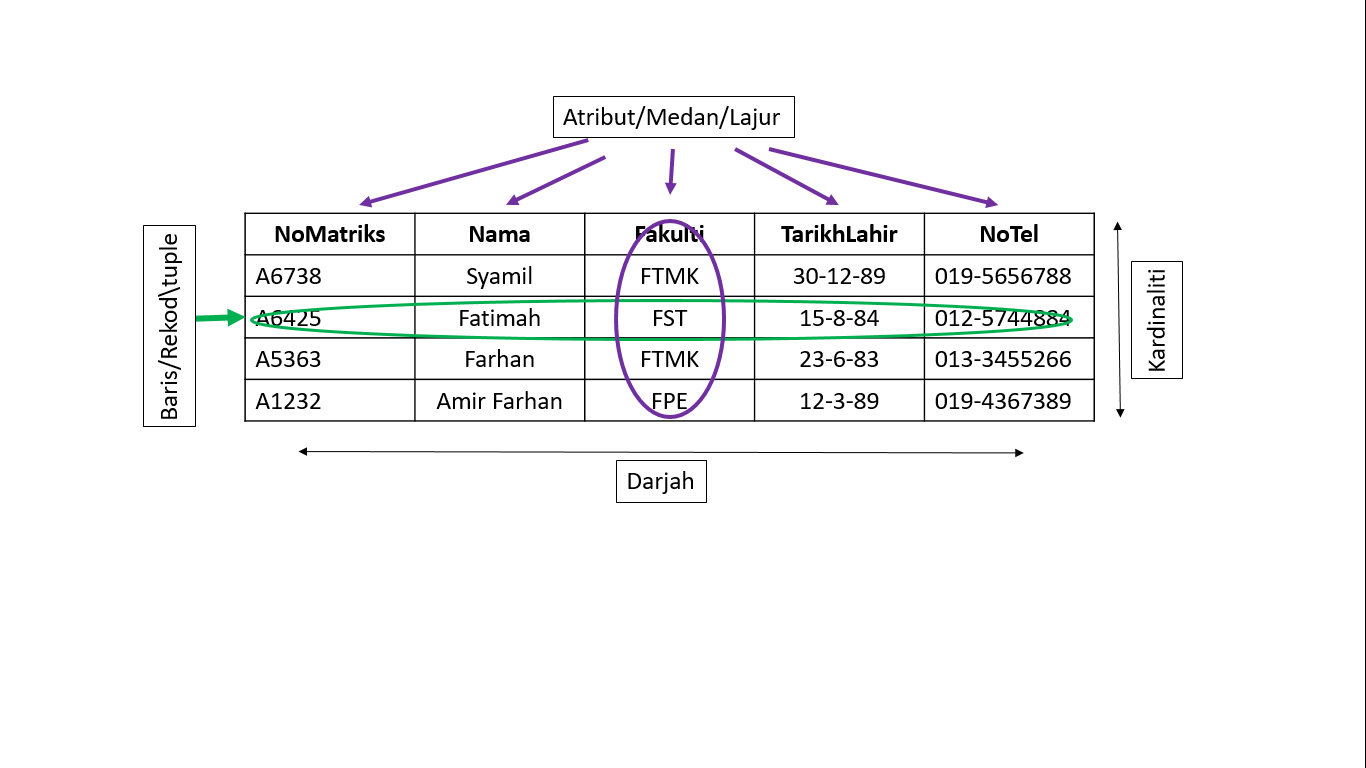 Atribut/Medan/Lajur
Baris/Rekod\tuple
NoMatriks Nama Fakulti TarikhLahir NoTel
A6738 Syamil FTMK 30-12-89 019-5656788
A6425 Fatimah FST 15-8-84 012-5744884
A5363 Farhan FTMK 23-6-83 013-3455266
A1232 Amir Farhan FPE 12-3-89 019-4367389
Kardinaliti
Darjah